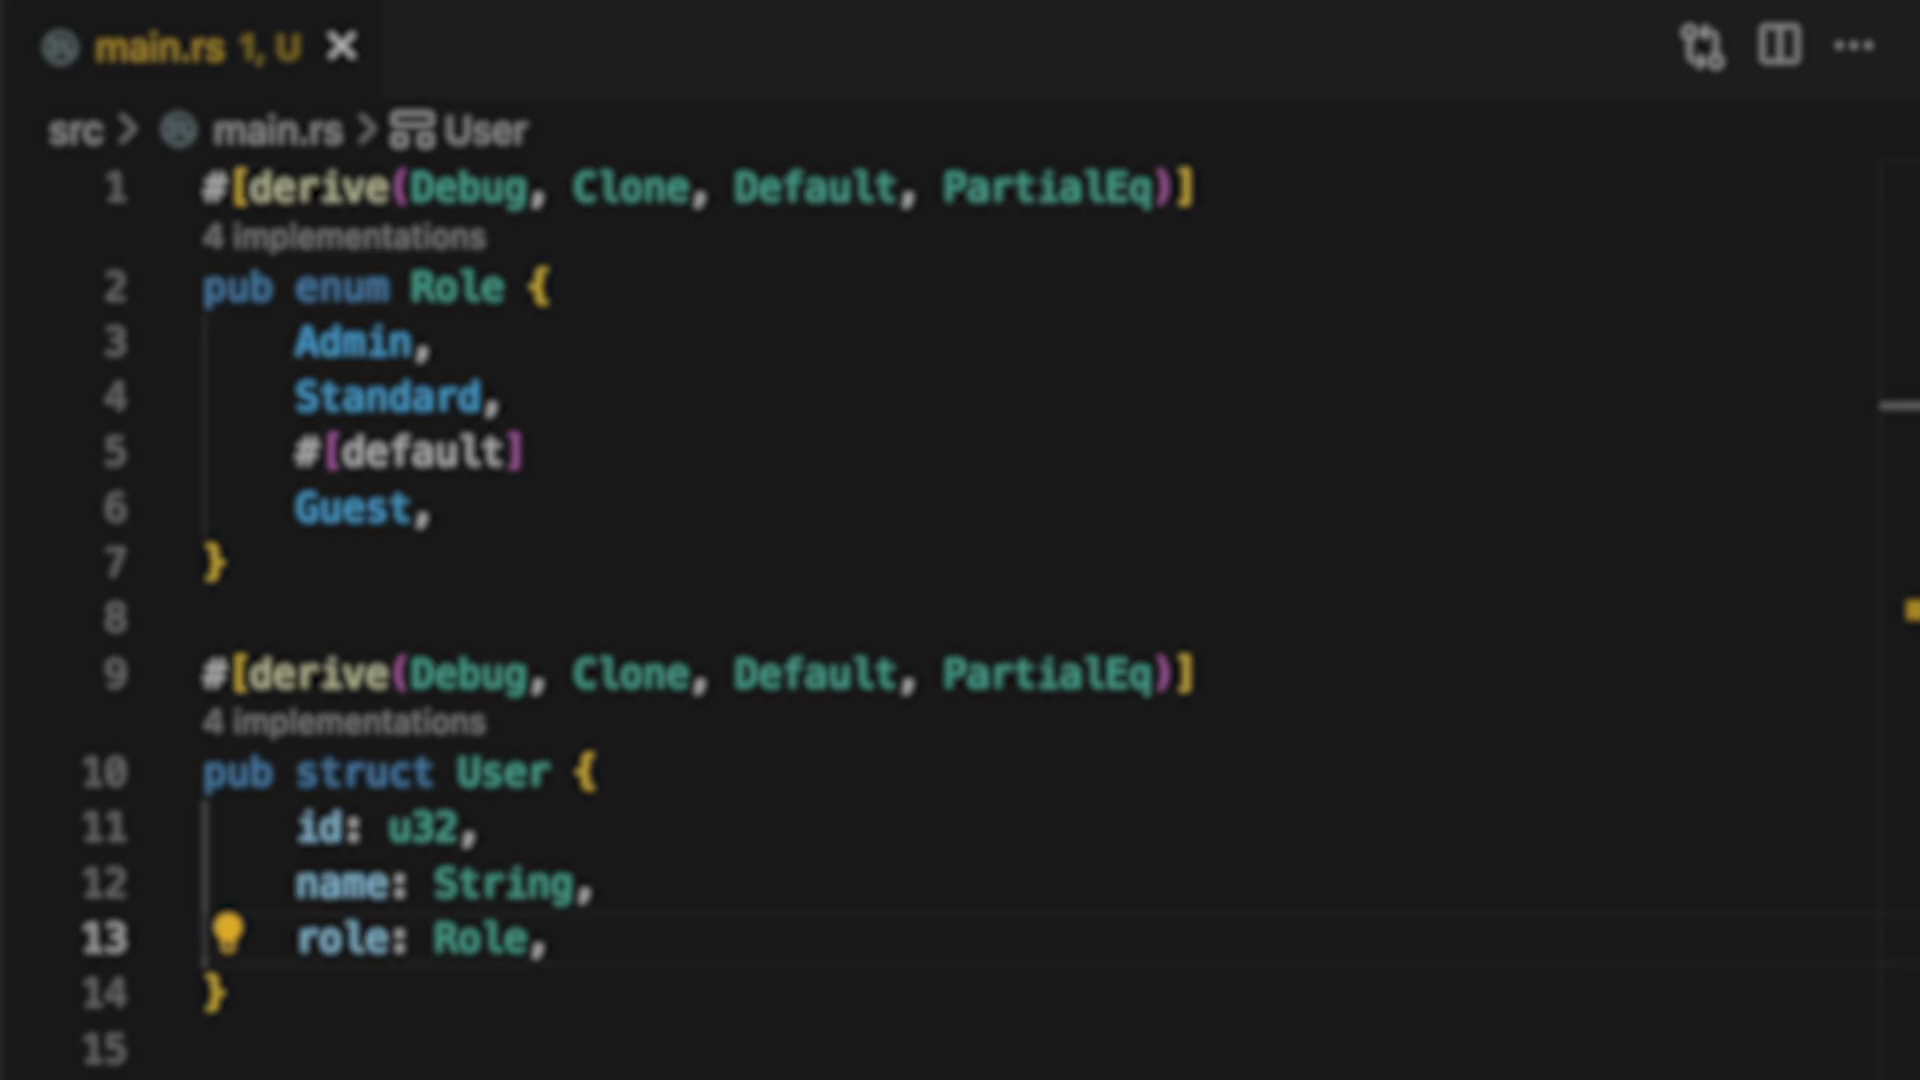 main.rs 1, U
src > main.rs > User
1 #[derive(Debug, Clone, Default, PartialEq)]
4 implementations
2 pub enum Role {
3     Admin,
4     Standard,
5     #[default]
6     Guest,
7 }
8
9 #[derive(Debug, Clone, Default, PartialEq)]
4 implementations
10 pub struct User {
11     id: u32,
12     name: String,
13     role: Role,
14 }
15